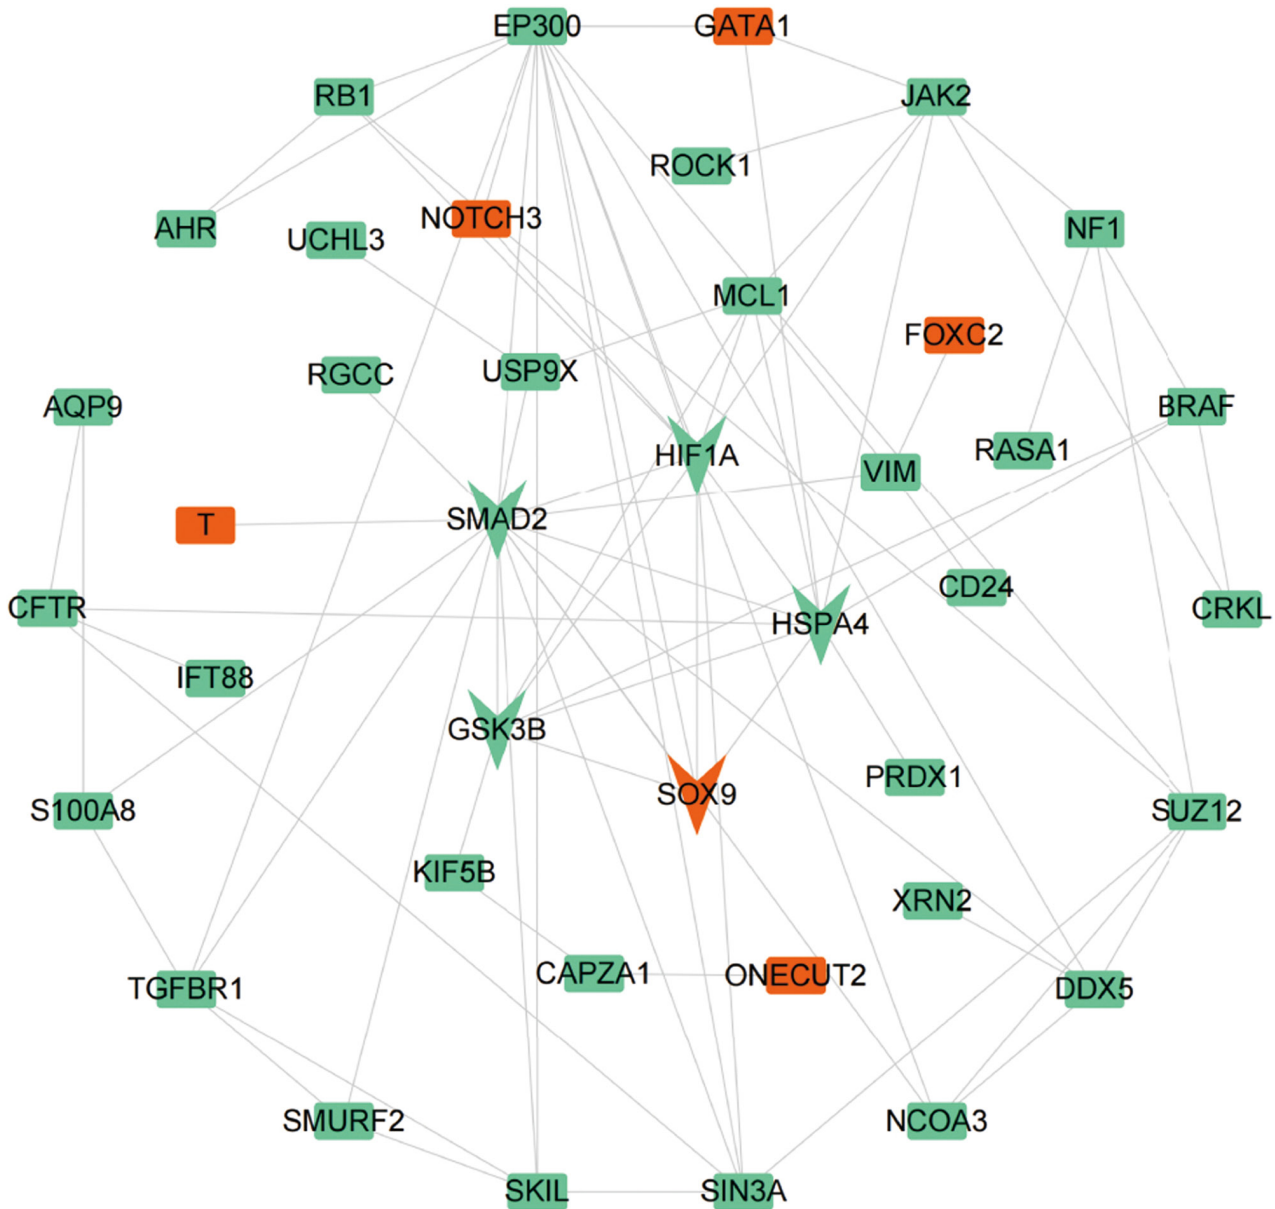 EP300
GATA1
RB1
JAK2
ROCK1
AHR
NOTCH3
UCHL3
NF1
MCL1
FOXC2
RGCC
USP9X
AQP9
BRAF
HIF1A
RASA1
VIM
T
SMAD2
CD24
CFTR
HSPA4
CRKL
IFT88
GSK3B
PRDX1
SOX9
S100A8
SUZ12
KIF5B
XRN2
CAPZA1
ONECUT2
TGFBR1
DDX5
SMURF2
NCOA3
SKIL
SIN3A